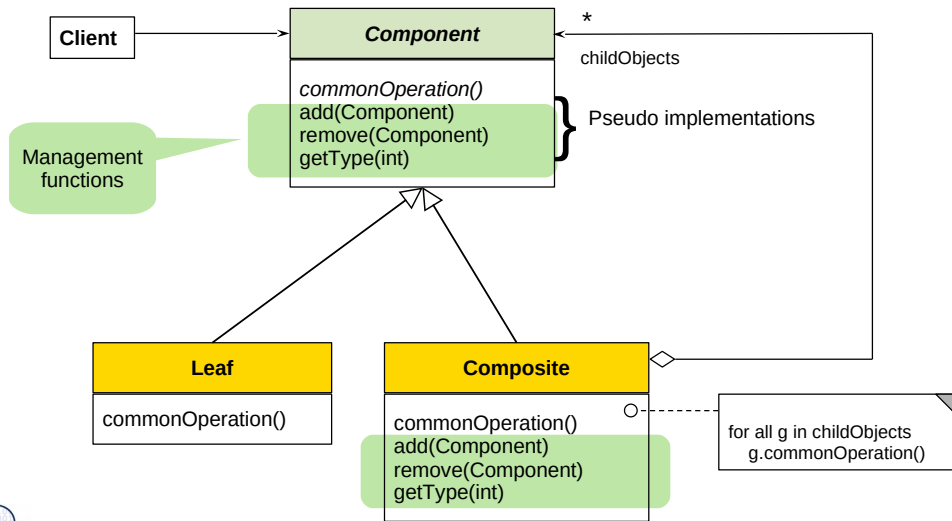 Client
Component
*
childObjects
commonOperation()
add(Component)
remove(Component)
getType(int)
}
Pseudo implementations
Management
functions
Leaf
commonOperation()
Composite
commonOperation()
add(Component)
remove(Component)
getType(int)
for all g in childObjects
g.commonOperation()